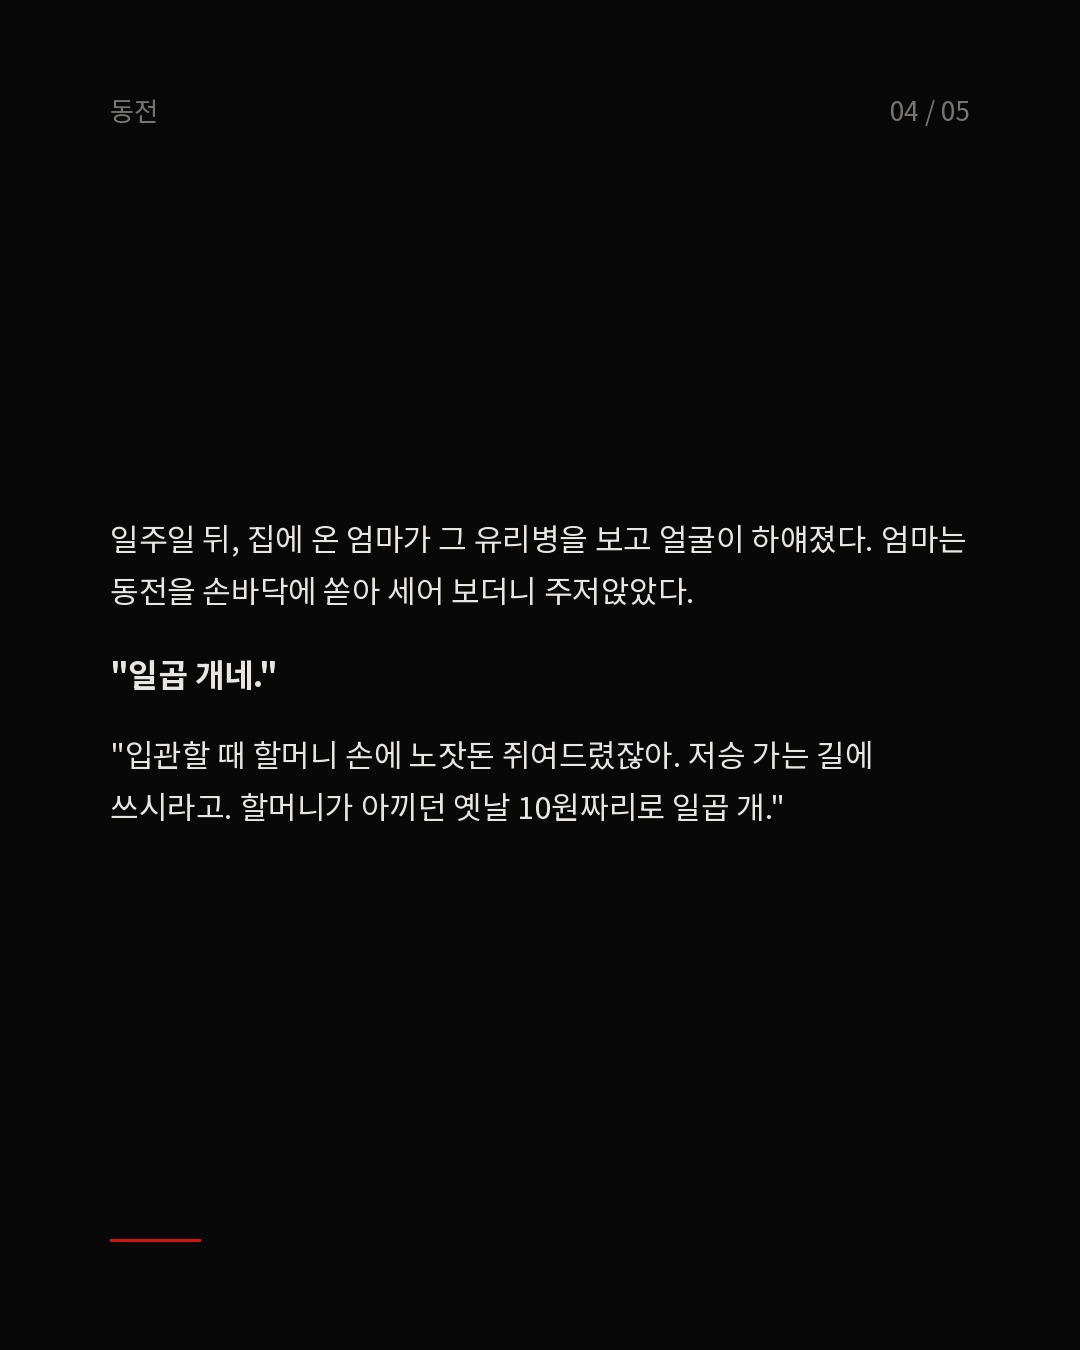 동전
04 / 05
일주일 뒤, 집에 온 엄마가 그 유리병을 보고 얼굴이 하얘졌다. 엄마는
동전을 손바닥에 쏟아 세어 보더니 주저앉았다.
"일곱 개네."
"입관할 때 할머니 손에 노잣돈 쥐여드렸잖아. 저승 가는 길에
쓰시라고. 할머니가 아끼던 옛날 10원짜리로 일곱 개."